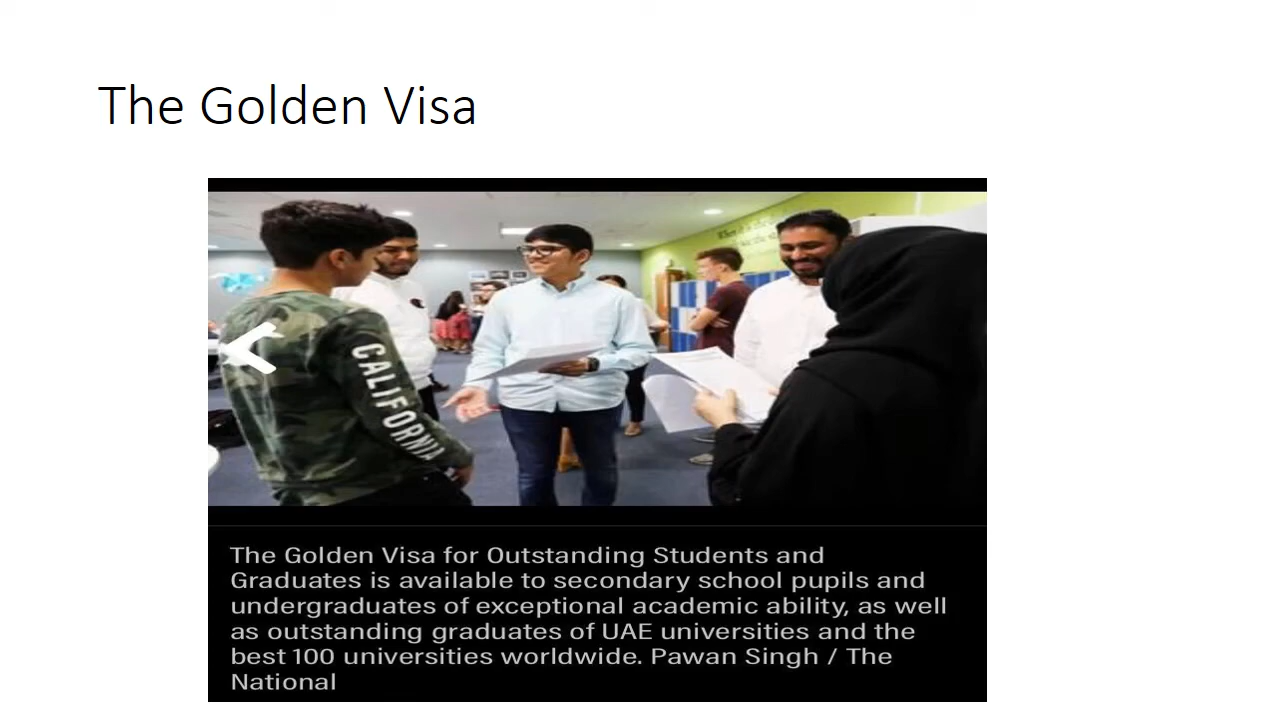 The Golden Visa
CALIFORNIA
The Golden Visa for Outstanding Students and
Graduates is available to secondary school pupils and
undergraduates of exceptional academic ability, as well
as outstanding graduates of UAE universities and the
best 100 universities worldwide. Pawan Singh / The
National